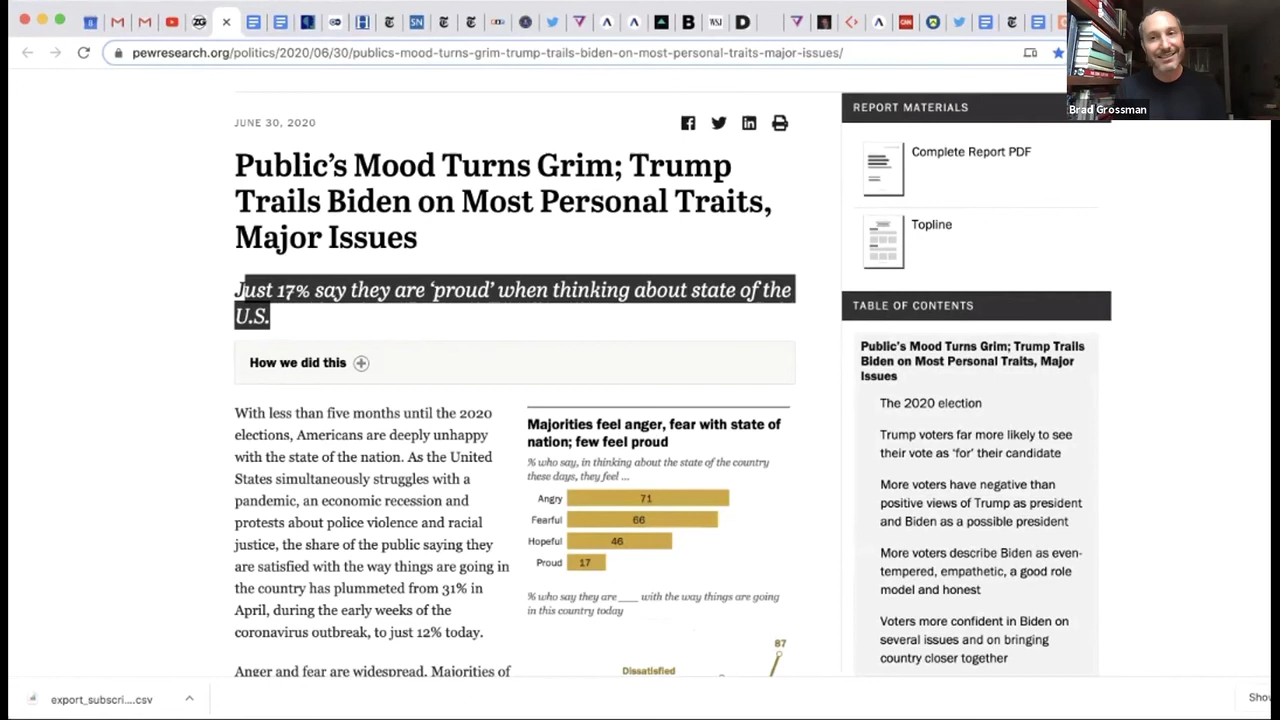 pewresearch.org/politics/2020/06/30/publics-mood-turns-grim-trump-trails-biden-on-most-personal-traits-major-issues/
Brad Grossman
JUNE 30, 2020
Public’s Mood Turns Grim; Trump
Trails Biden on Most Personal Traits,
Major Issues
Just 17% say they are ‘proud’ when thinking about state of the
U.S.
How we did this
With less than five months until the 2020
elections, Americans are deeply unhappy
with the state of the nation. As the United
States simultaneously struggles with a
pandemic, an economic recession and
protests about police violence and racial
justice, the share of the public saying they
are satisfied with the way things are going in
the country has plummeted from 31% in
April, during the early weeks of the
coronavirus outbreak, to just 12% today.
Anger and fear are widespread. Majorities of
Majorities feel anger, fear with state of
nation; few feel proud
% who say, in thinking about the state of the country
these days, they feel ...
Angry 71
Fearful 66
Hopeful 46
Proud 17
% who say they are ___ with the way things are going
in this country today
87
Dissatisfied
REPORT MATERIALS
Complete Report PDF
Topline
TABLE OF CONTENTS
Public’s Mood Turns Grim; Trump Trails
Biden on Most Personal Traits, Major
Issues
The 2020 election
Trump voters far more likely to see
their vote as ‘for’ their candidate
More voters have negative than
positive views of Trump as president
and Biden as a possible president
More voters describe Biden as even-
tempered, empathetic, a good role
model and honest
Voters more confident in Biden on
several issues and on bringing
country closer together
export_subscri....csv
Show